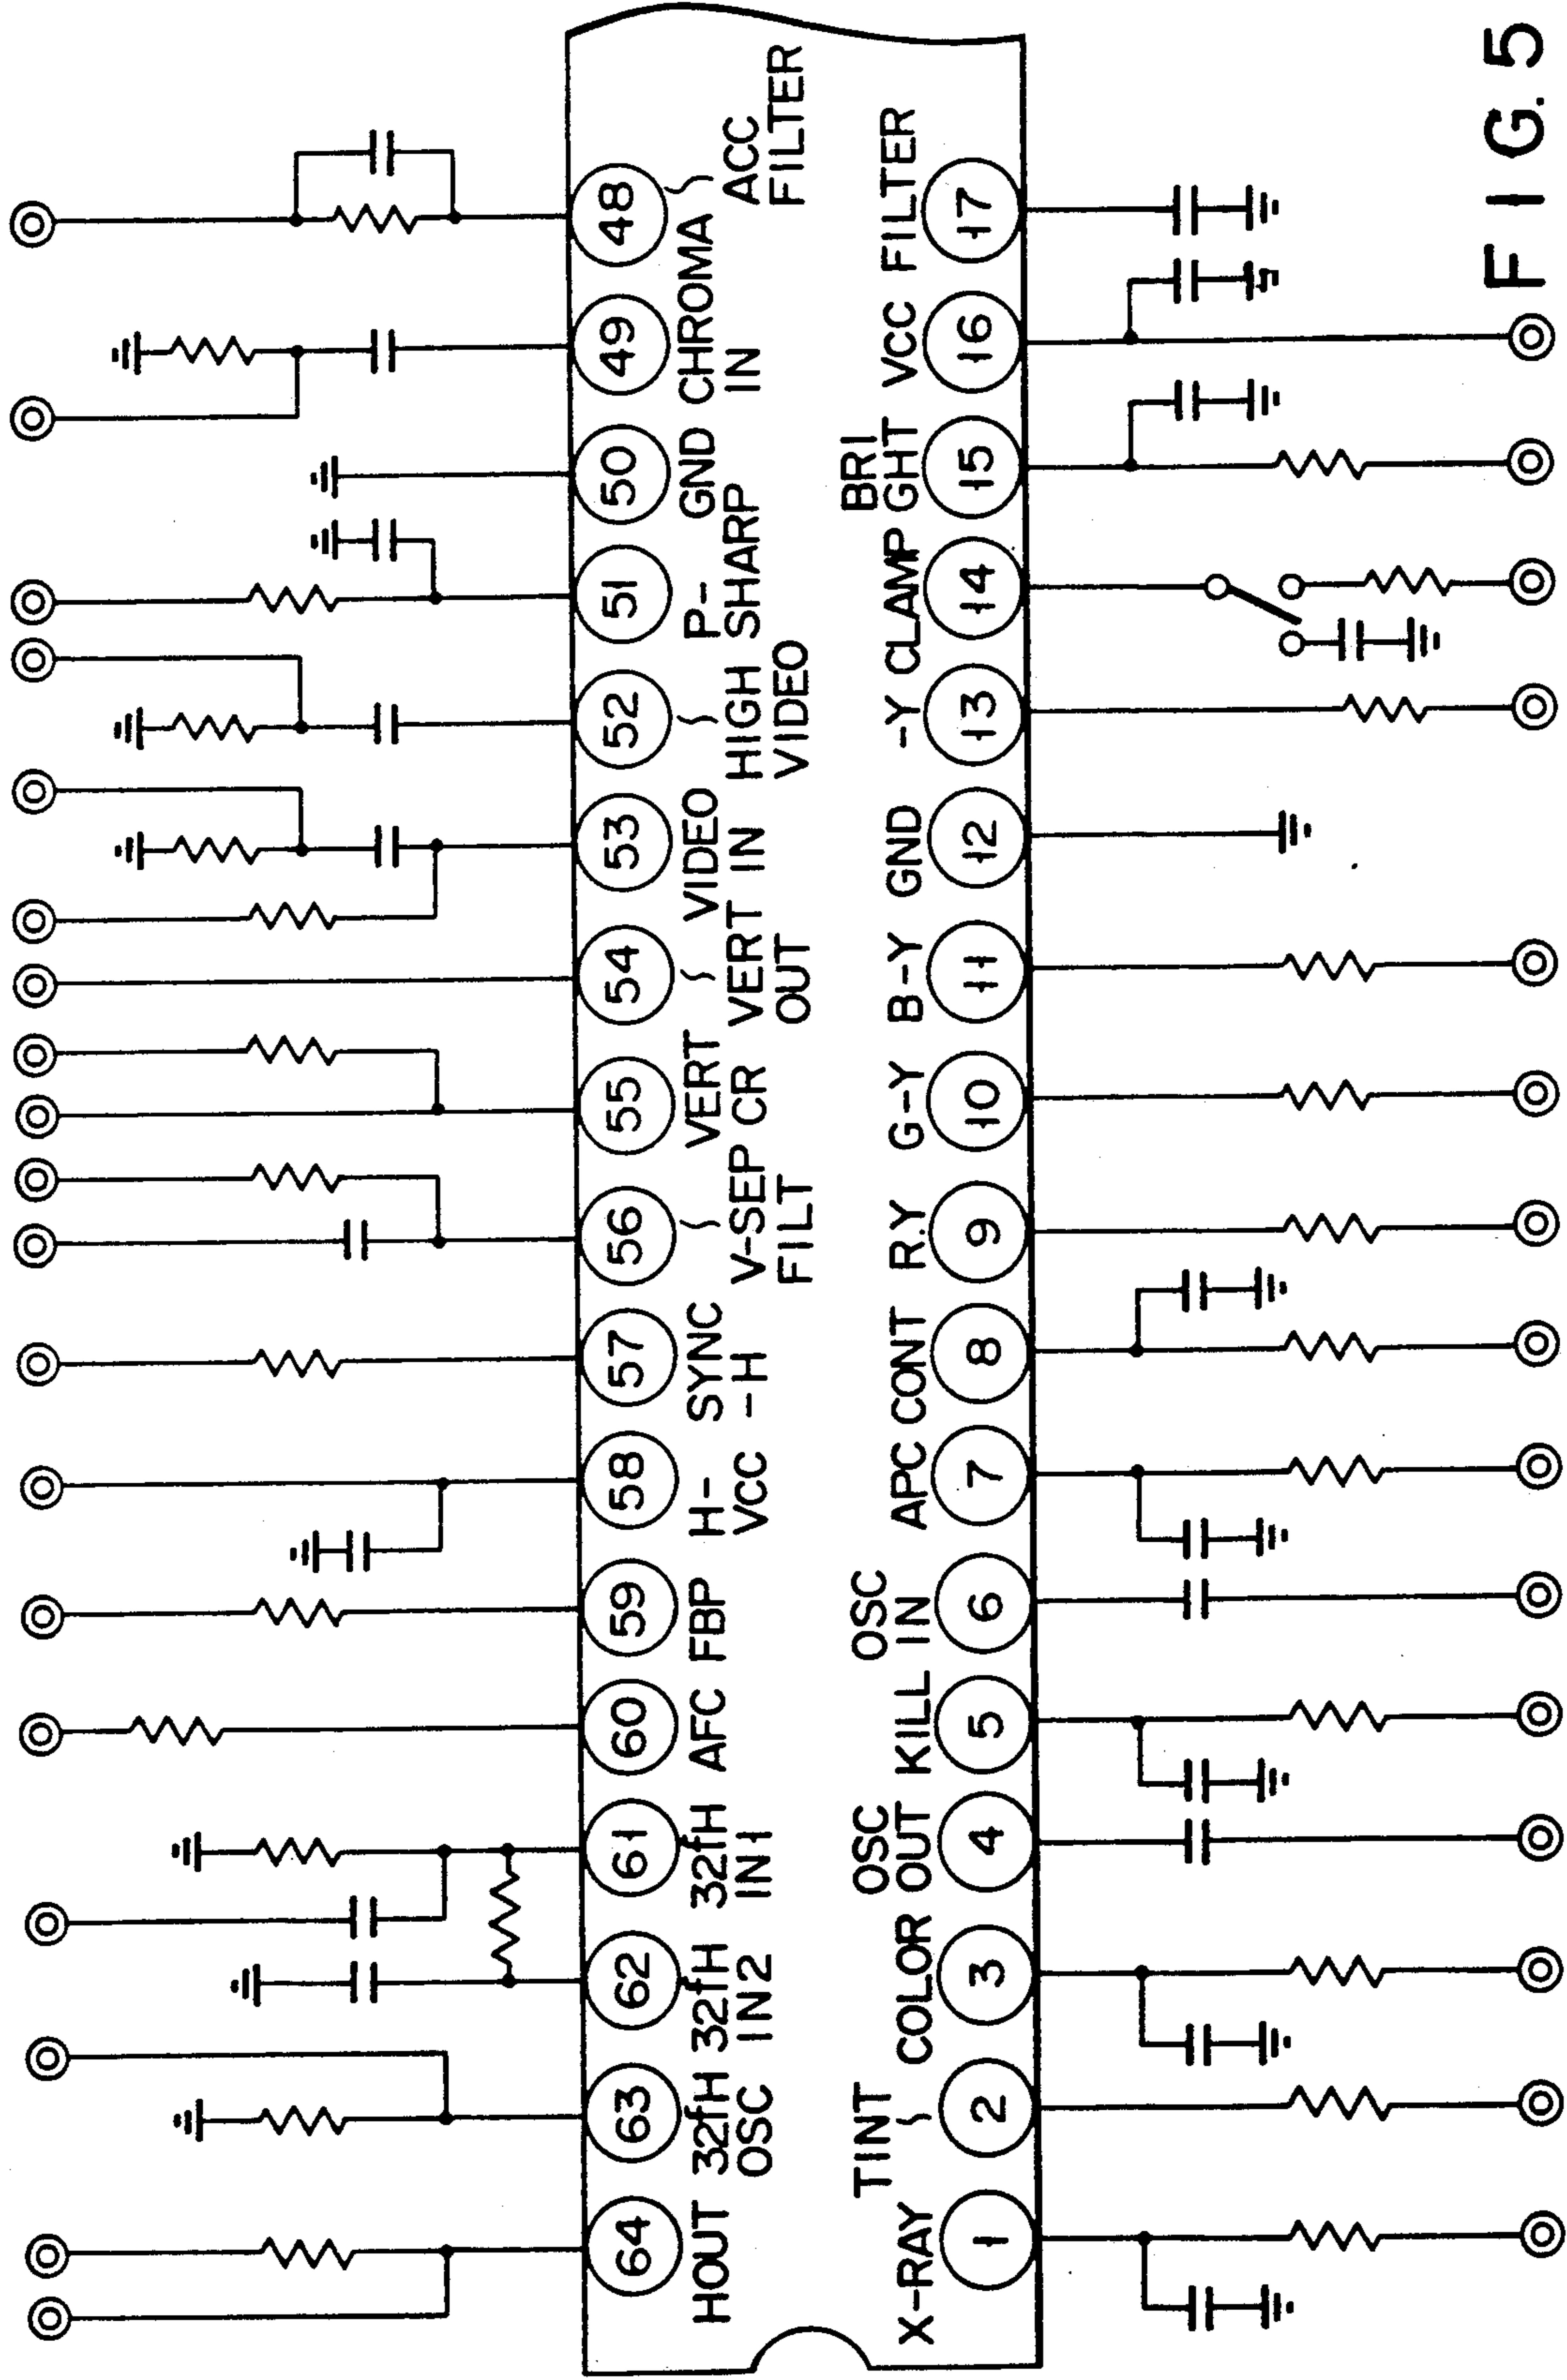 64 63 62 61 60 59 58 57 56 55 54 53 52 51 50 49 48
HOUT 32fH 32fH 32fH AFC FBP H- SYNC VERT VIDEO P- GND CHROMA
OSC IN2 IN1 VCC -H V-SEP CR VERT IN HIGH SHARP IN ACC
FILT OUT VIDEO FILTER
TINT OSC OSC BRI
X-RAY COLOR OUT KILL IN APC CONT R.Y G-Y B-Y GND -Y CLAMP GHT VCC FILTER
1 2 3 4 5 6 7 8 9 10 11 12 13 14 15 16 17
FIG.5